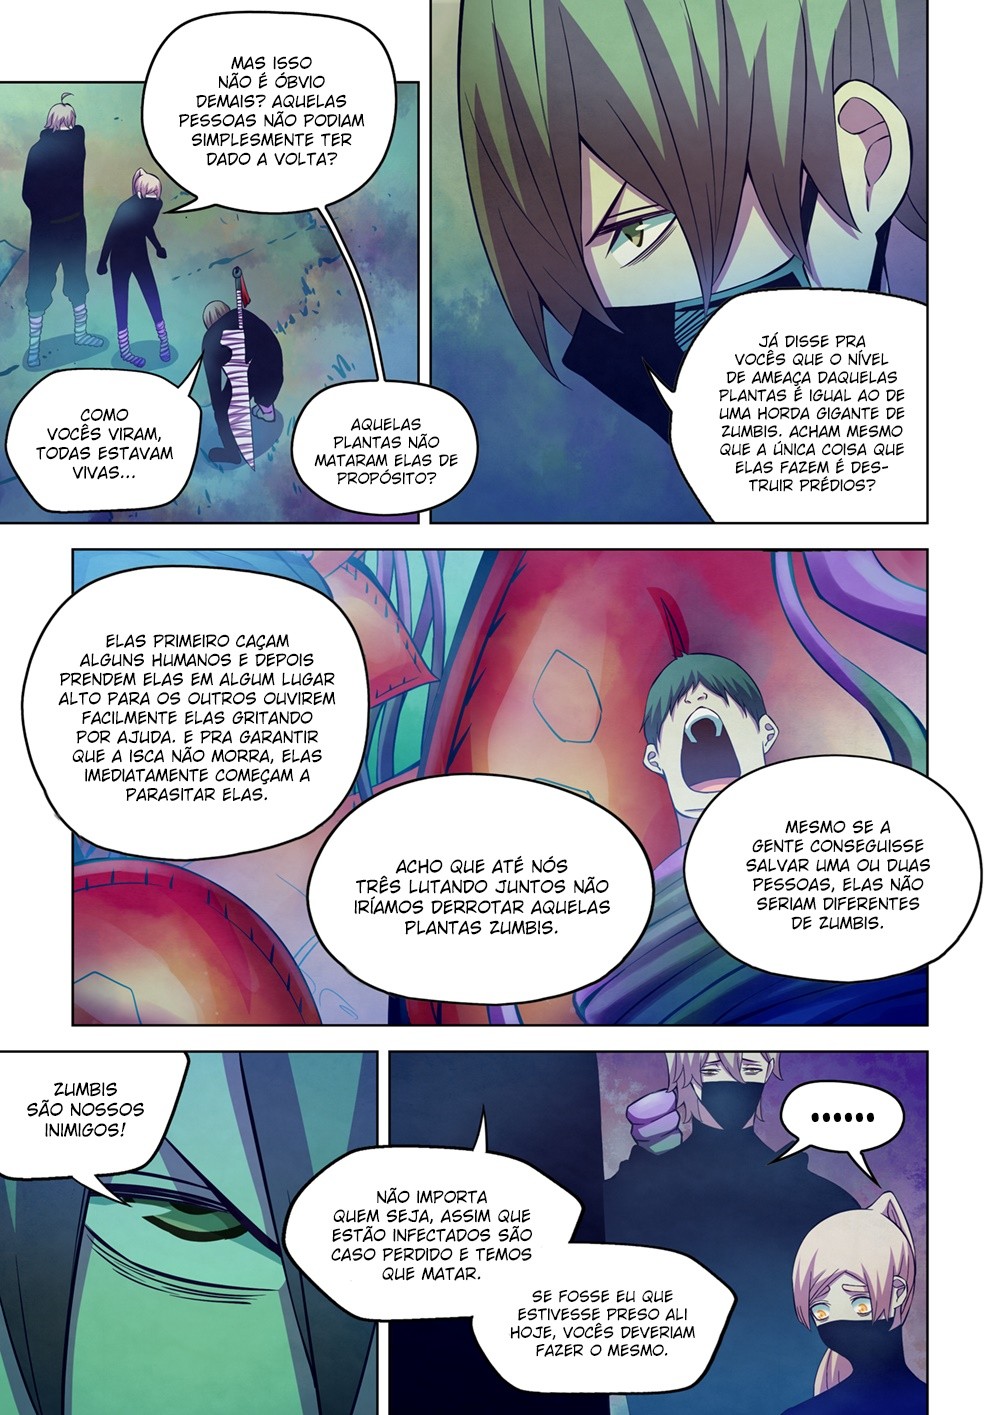 MAS ISSO
NÃO É ÓBVIO
DEMAIS? AQUELAS
PESSOAS NÃO PODIAM
SIMPLESMENTE TER
DADO A VOLTA?
COMO
VOCÊS VIRAM,
TODAS ESTAVAM
VIVAS...
AQUELAS
PLANTAS NÃO
MATARAM ELAS DE
PROPÓSITO?
JÁ DISSE PRA
VOCÊS QUE O NÍVEL
DE AMEAÇA DAQUELAS
PLANTAS É IGUAL AO DE
UMA HORDA GIGANTE DE
ZUMBIS. ACHAM MESMO
QUE A ÚNICA COISA QUE
ELAS FAZEM É DES-
TRUIR PRÉDIOS?
ELAS PRIMEIRO CAÇAM
ALGUNS HUMANOS E DEPOIS
PRENDEM ELAS EM ALGUM LUGAR
ALTO PARA OS OUTROS OUVIREM
FACILMENTE ELAS GRITANDO
POR AJUDA. E PRA GARANTIR
QUE A ISCA NÃO MORRA, ELAS
IMEDIATAMENTE COMEÇAM A
PARASITAR ELAS.
ACHO QUE ATÉ NÓS
TRÊS LUTANDO JUNTOS NÃO
IRÍAMOS DERROTAR AQUELAS
PLANTAS ZUMBIS.
MESMO SE A
GENTE CONSEGUISSE
SALVAR UMA OU DUAS
PESSOAS, ELAS NÃO
SERIAM DIFERENTES
DE ZUMBIS.
ZUMBIS
SÃO NOSSOS
INIMIGOS!
NÃO IMPORTA
QUEM SEJA, ASSIM QUE
ESTÃO INFECTADOS SÃO
CASO PERDIDO E TEMOS
QUE MATAR.
SE FOSSE EU QUE
ESTIVESSE PRESO ALI
HOJE, VOCÊS DEVERIAM
FAZER O MESMO.
......